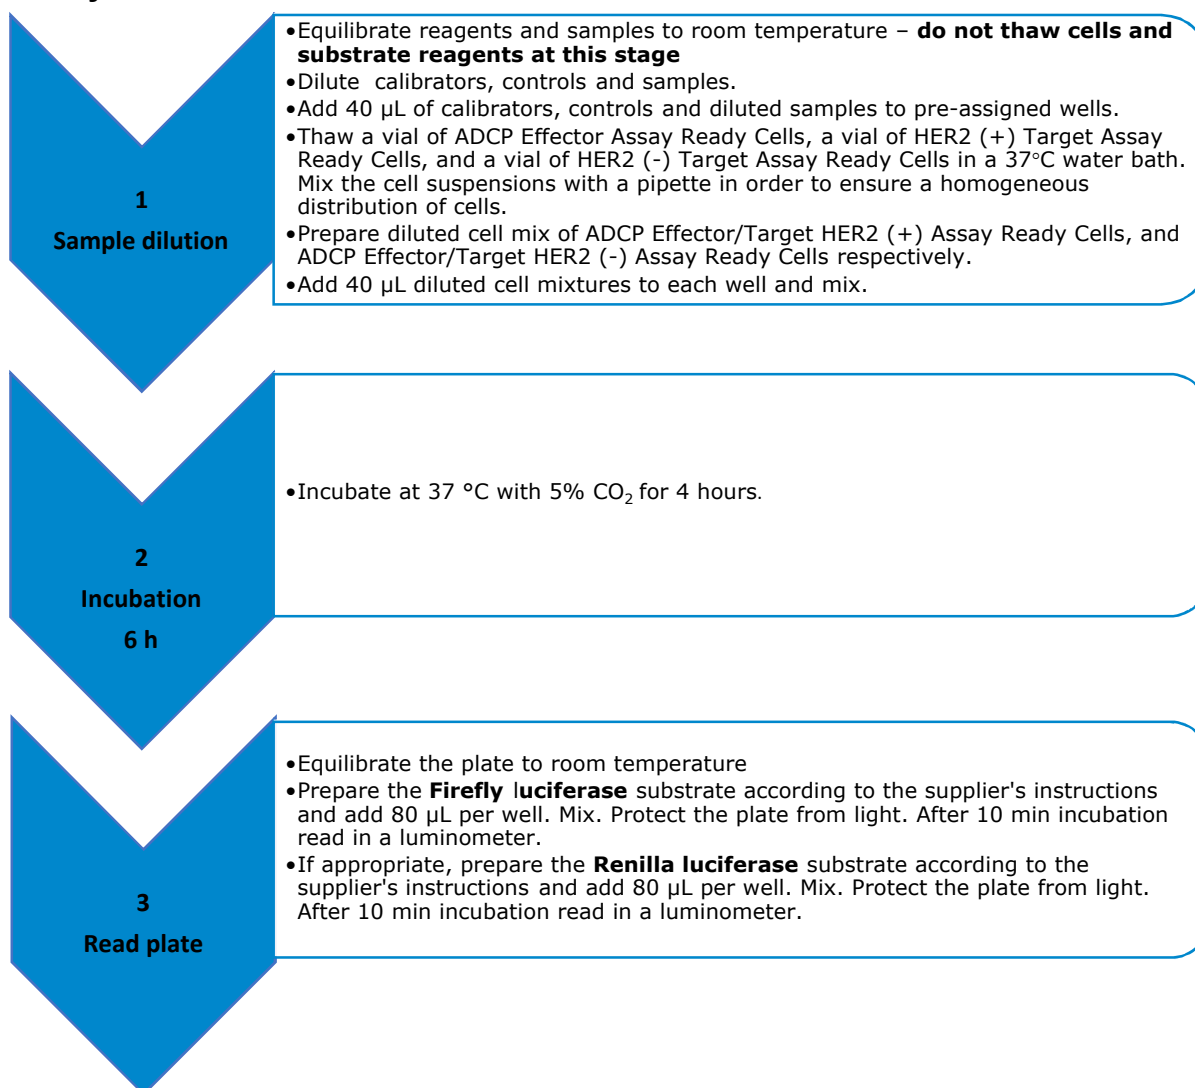 •Equilibrate reagents and samples to room temperature – do not thaw cells and
substrate reagents at this stage
•Dilute  calibrators, controls and samples.
•Add 40 µL of calibrators, controls and diluted samples to pre-assigned wells.
•Thaw a vial of ADCP Effector Assay Ready Cells, a vial of HER2 (+) Target Assay
Ready Cells, and a vial of HER2 (-) Target Assay Ready Cells in a 37°C water bath.
Mix the cell suspensions with a pipette in order to ensure a homogeneous
distribution of cells.
•Prepare diluted cell mix of ADCP Effector/Target HER2 (+) Assay Ready Cells, and
ADCP Effector/Target HER2 (-) Assay Ready Cells respectively.
•Add 40 µL diluted cell mixtures to each well and mix.
1
Sample dilution
•Incubate at 37 °C with 5% CO₂ for 4 hours.
2
Incubation
6 h
•Equilibrate the plate to room temperature
•Prepare the Firefly luciferase substrate according to the supplier's instructions
and add 80 µL per well. Mix. Protect the plate from light. After 10 min incubation
read in a luminometer.
•If appropriate, prepare the Renilla luciferase substrate according to the
supplier's instructions and add 80 µL per well. Mix. Protect the plate from light.
After 10 min incubation read in a luminometer.
3
Read plate